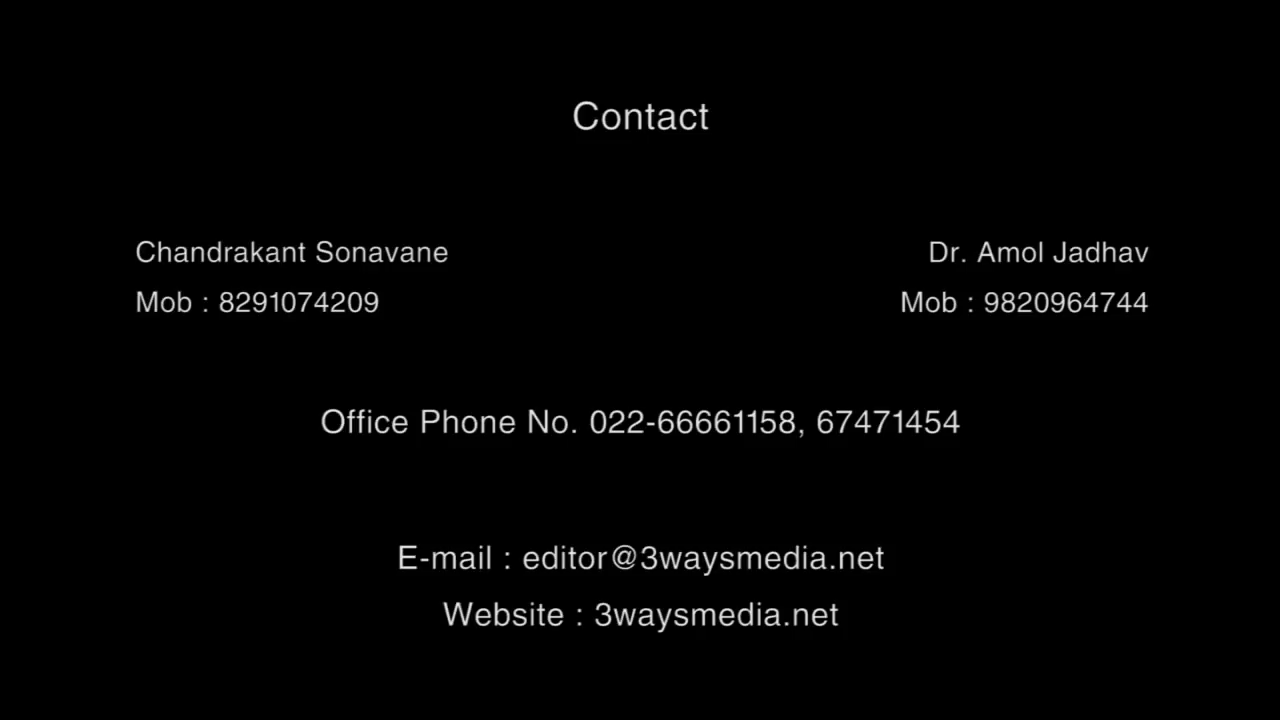 Contact
Chandrakant Sonavane
Mob : 8291074209
Dr. Amol Jadhav
Mob : 9820964744
Office Phone No. 022-66661158, 67471454
E-mail : editor@3waysmedia.net
Website : 3waysmedia.net